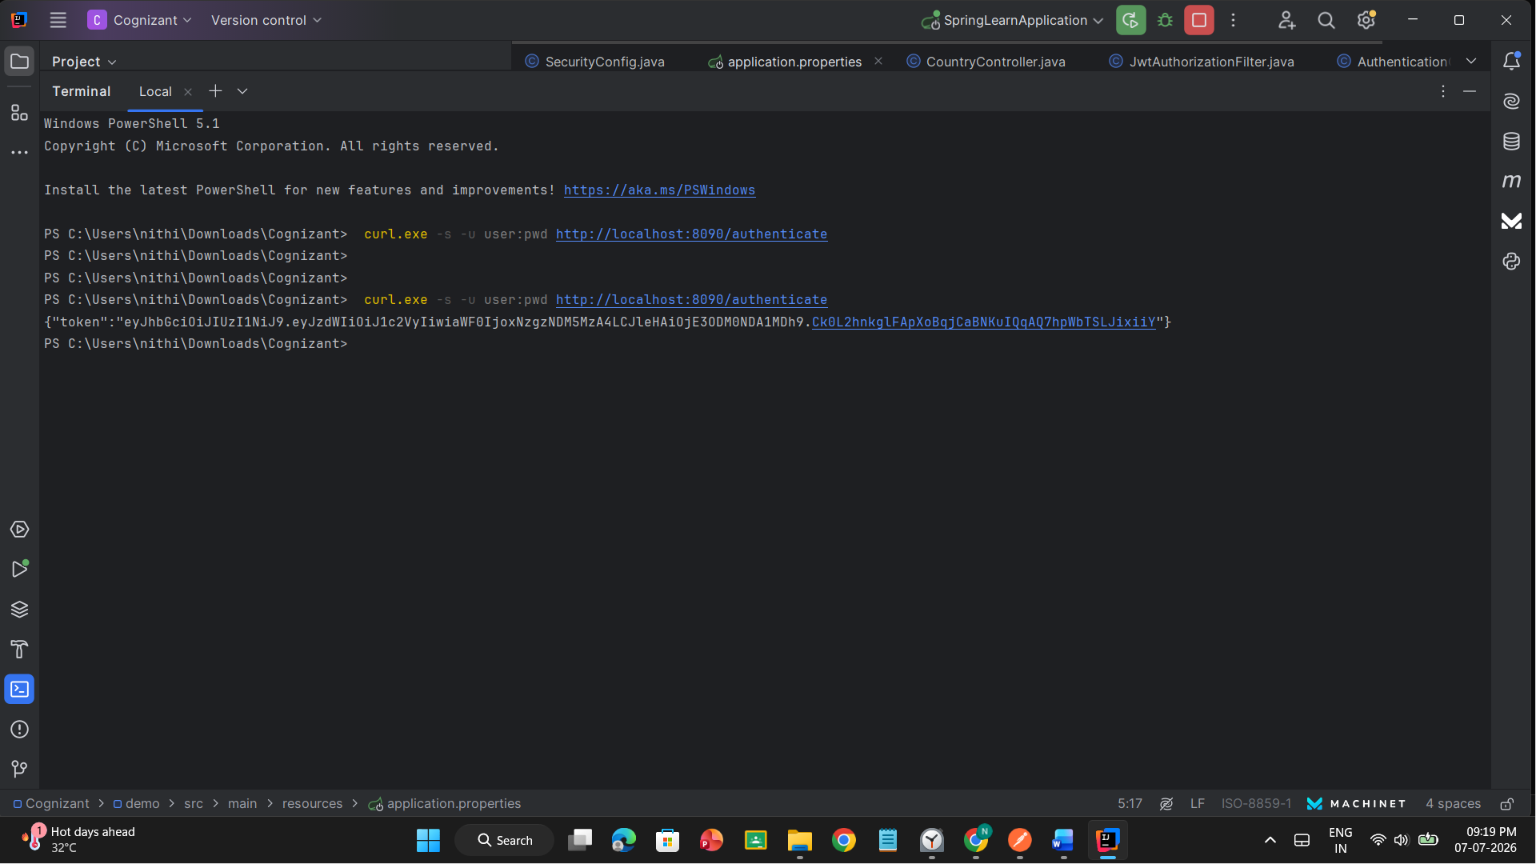 C Cognizant Version control SpringLearnApplication
Project SecurityConfig.java application.properties CountryController.java JwtAuthorizationFilter.java Authentication
Terminal Local
Windows PowerShell 5.1
Copyright (C) Microsoft Corporation. All rights reserved.
Install the latest PowerShell for new features and improvements! https://aka.ms/PSWindows
PS C:\Users\nithi\Downloads\Cognizant> curl.exe -s -u user:pwd http://localhost:8090/authenticate
PS C:\Users\nithi\Downloads\Cognizant>
PS C:\Users\nithi\Downloads\Cognizant>
PS C:\Users\nithi\Downloads\Cognizant> curl.exe -s -u user:pwd http://localhost:8090/authenticate
{"token":"eyJhbGciOiJIUzI1NiJ9.eyJzdWIiOiJ1c2VyIiwiaWF0IjoxNzgzNDM5MzA4LCJleHAiOjE3ODM0NDA1MDh9.Ck0L2hnkglFApXoBqjCaBNKuIQqAQ7hpWbTSLJixiiY"}
PS C:\Users\nithi\Downloads\Cognizant>
Cognizant > demo > src > main > resources > application.properties 5:17 LF ISO-8859-1 MACHINET 4 spaces
1 Hot days ahead
32°C
Search
ENG
IN
09:19 PM
07-07-2026